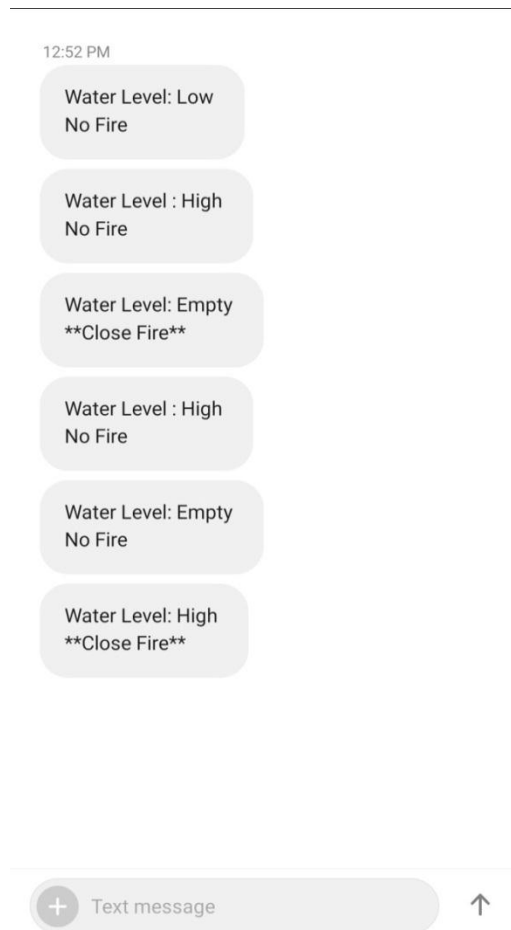 12:52 PM
Water Level: Low
No Fire
Water Level : High
No Fire
Water Level: Empty
**Close Fire**
Water Level : High
No Fire
Water Level: Empty
No Fire
Water Level: High
**Close Fire**
Text message